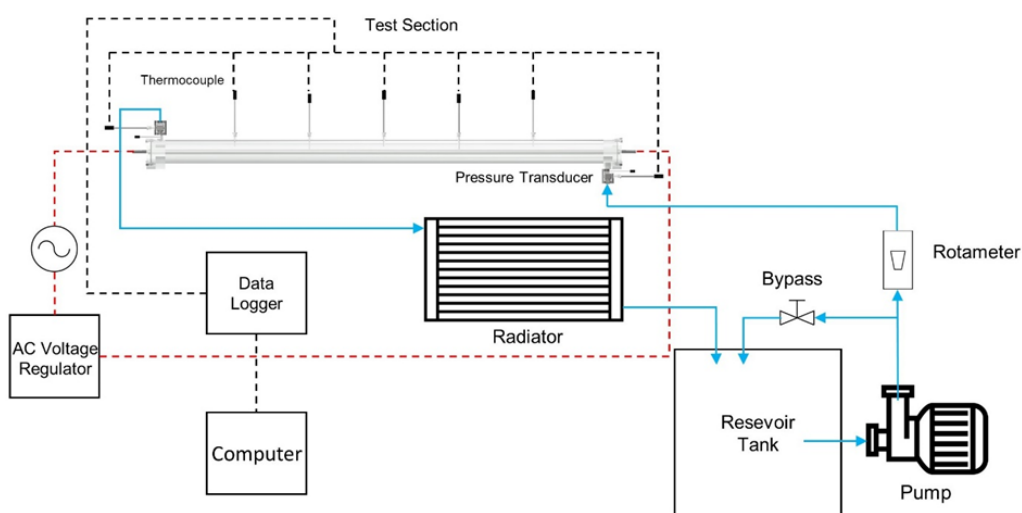 Test Section
Thermocouple
Pressure Transducer
Rotameter
Bypass
Data
Logger
Radiator
AC Voltage
Regulator
Resevoir
Tank
Computer
Pump